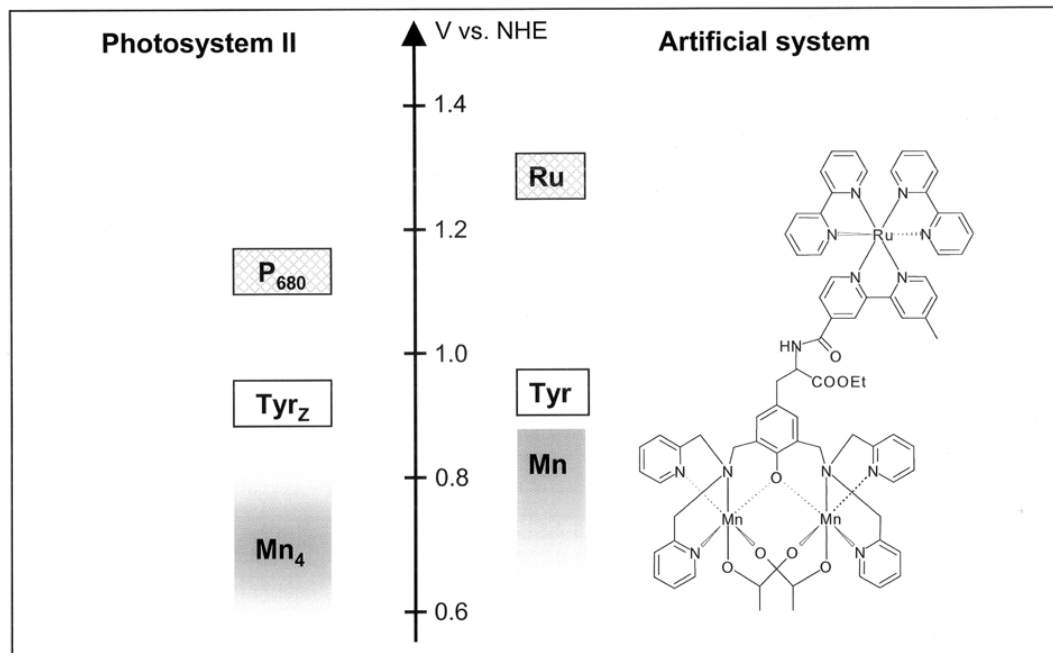 Photosystem II
V vs. NHE
Artificial system
1.4
Ru
1.2
P680
1.0
TyrZ
Tyr
Mn
0.8
Mn4
0.6
N
N
N
Ru
N
N
N
HN
O
COOEt
N
N
N
N
O
Mn
Mn
N
O
O
N
O
O